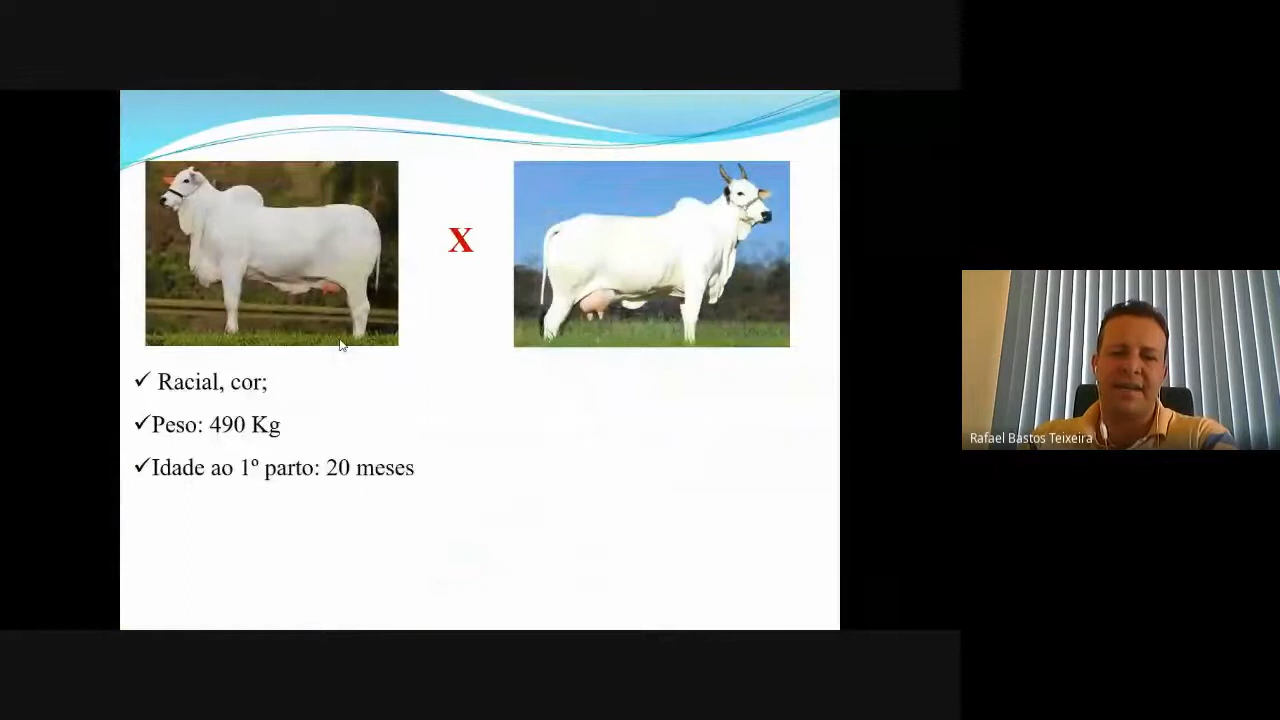 X
✓ Racial, cor;
✓Peso: 490 Kg
✓Idade ao 1º parto: 20 meses
Rafael Bastos Teixeira